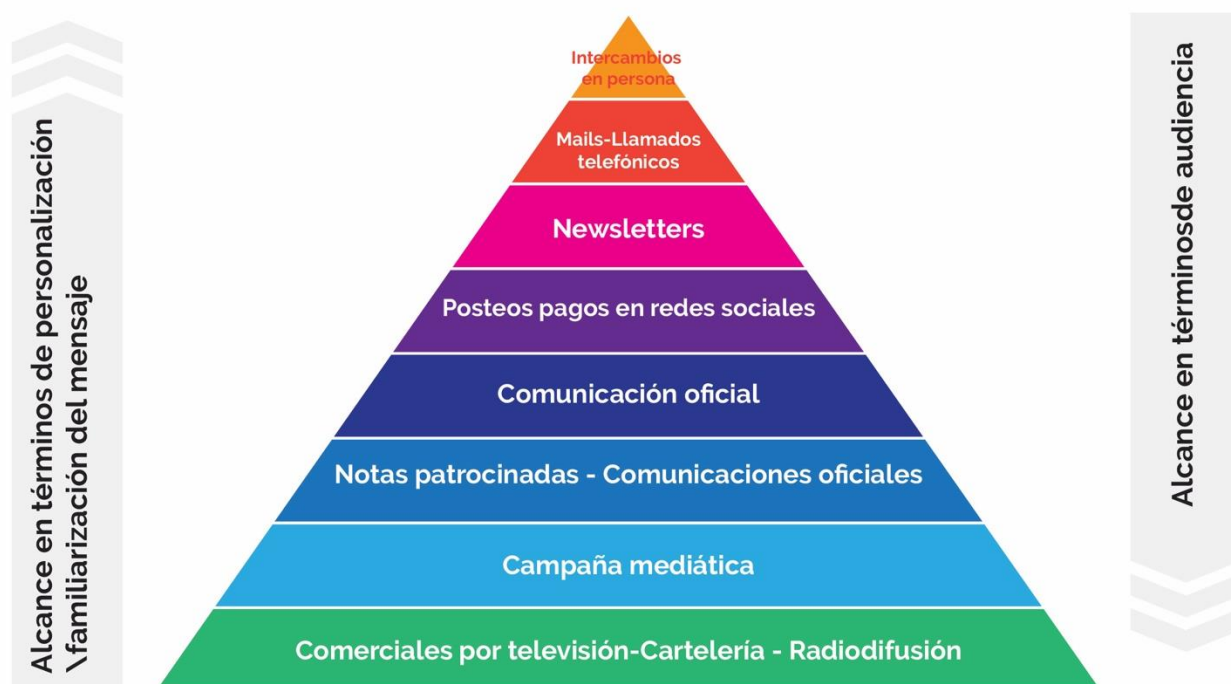 Alcance en términos de personalización
\familiarización del mensaje
Intercambios
en persona
Mails-Llamados
telefónicos
Newsletters
Posteos pagos en redes sociales
Comunicación oficial
Notas patrocinadas - Comunicaciones oficiales
Campaña mediática
Comerciales por televisión-Cartelería - Radiodifusión
Alcance en términosde audiencia